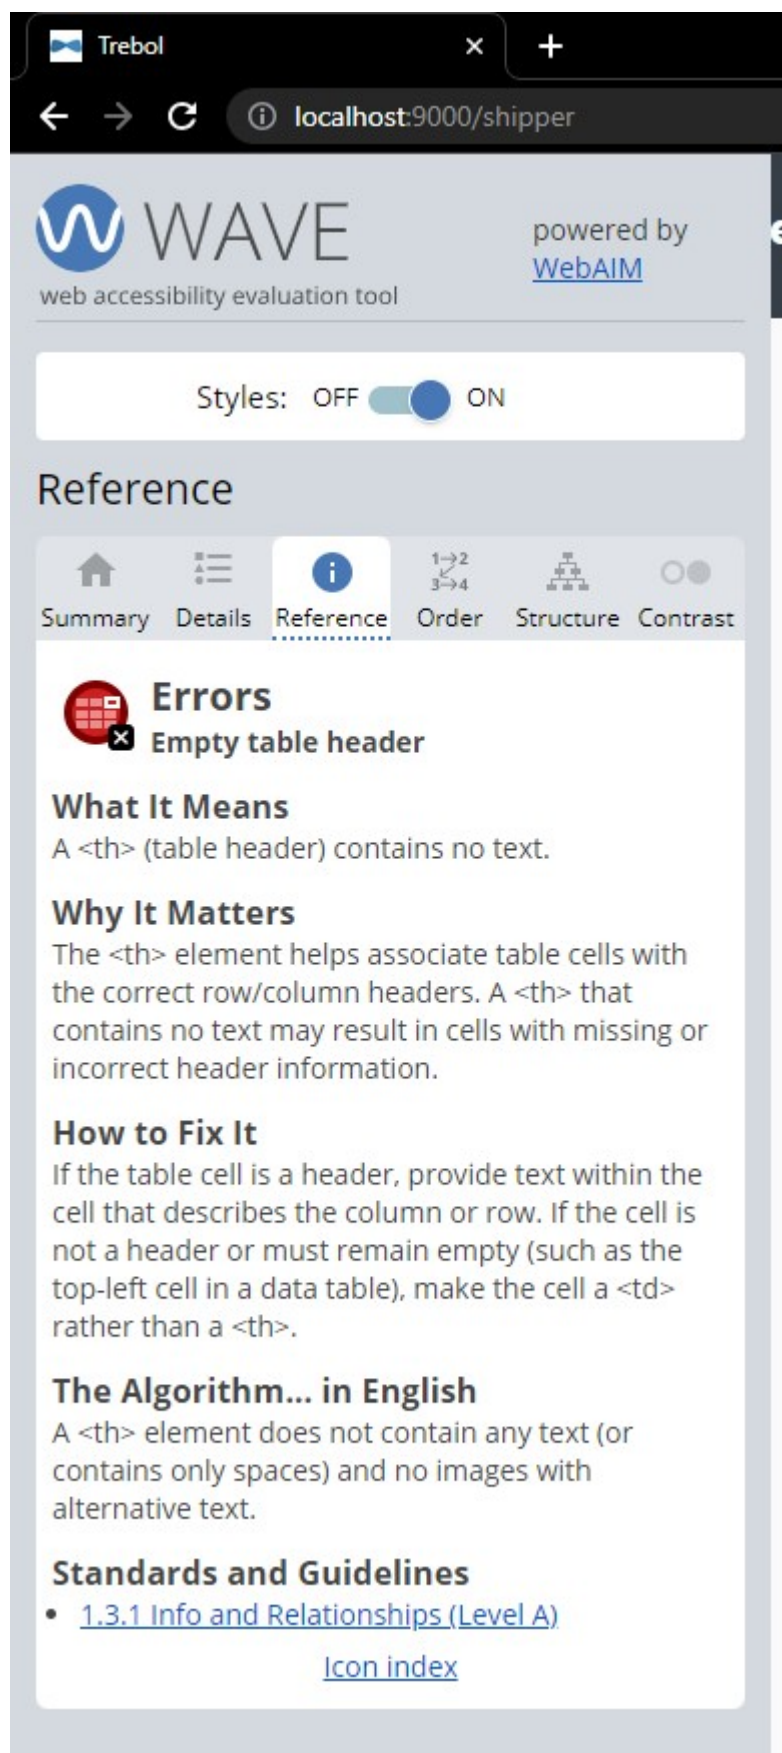 Trebol
localhost:9000/shipper
WAVE
powered by
WebAIM
web accessibility evaluation tool
Styles: OFF ON
Reference
Summary Details Reference Order Structure Contrast
Errors
Empty table header
What It Means
A <th> (table header) contains no text.
Why It Matters
The <th> element helps associate table cells with
the correct row/column headers. A <th> that
contains no text may result in cells with missing or
incorrect header information.
How to Fix It
If the table cell is a header, provide text within the
cell that describes the column or row. If the cell is
not a header or must remain empty (such as the
top-left cell in a data table), make the cell a <td>
rather than a <th>.
The Algorithm... in English
A <th> element does not contain any text (or
contains only spaces) and no images with
alternative text.
Standards and Guidelines
• 1.3.1 Info and Relationships (Level A)
Icon index